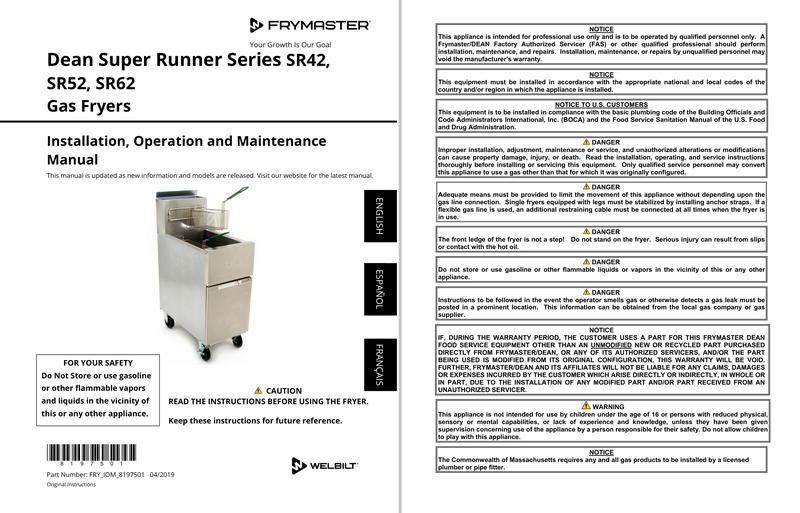 FRYMASTER
Your Growth Is Our Goal
Dean Super Runner Series SR42,
SR52, SR62
Gas Fryers
Installation, Operation and Maintenance
Manual
This manual is updated as new information and models are released. Visit our website for the latest manual.
ENGLISH
ESPAÑOL
FRANÇAIS
FOR YOUR SAFETY
Do Not Store or use gasoline
or other flammable vapors
and liquids in the vicinity of
this or any other appliance.
CAUTION
READ THE INSTRUCTIONS BEFORE USING THE FRYER.
Keep these instructions for future reference.
8197501
Part Number: FRY_IOM_8197501 04/2019
Original Instructions
WELBILT
NOTICE
This appliance is intended for professional use only and is to be operated by qualified personnel only. A
Frymaster/DEAN Factory Authorized Servicer (FAS) or other qualified professional should perform
installation, maintenance, and repairs. Installation, maintenance, or repairs by unqualified personnel may
void the manufacturer's warranty.
NOTICE
This equipment must be installed in accordance with the appropriate national and local codes of the
country and/or region in which the appliance is installed.
NOTICE TO U.S. CUSTOMERS
This equipment is to be installed in compliance with the basic plumbing code of the Building Officials and
Code Administrators International, Inc. (BOCA) and the Food Service Sanitation Manual of the U.S. Food
and Drug Administration.
DANGER
Improper installation, adjustment, maintenance or service, and unauthorized alterations or modifications
can cause property damage, injury, or death. Read the installation, operating, and service instructions
thoroughly before installing or servicing this equipment. Only qualified service personnel may convert
this appliance to use a gas other than that for which it was originally configured.
DANGER
Adequate means must be provided to limit the movement of this appliance without depending upon the
gas line connection. Single fryers equipped with legs must be stabilized by installing anchor straps. If a
flexible gas line is used, an additional restraining cable must be connected at all times when the fryer is
in use.
DANGER
The front ledge of the fryer is not a step! Do not stand on the fryer. Serious injury can result from slips
or contact with the hot oil.
DANGER
Do not store or use gasoline or other flammable liquids or vapors in the vicinity of this or any other
appliance.
DANGER
Instructions to be followed in the event the operator smells gas or otherwise detects a gas leak must be
posted in a prominent location. This information can be obtained from the local gas company or gas
supplier.
NOTICE
IF, DURING THE WARRANTY PERIOD, THE CUSTOMER USES A PART FOR THIS FRYMASTER DEAN
FOOD SERVICE EQUIPMENT OTHER THAN AN UNMODIFIED NEW OR RECYCLED PART PURCHASED
DIRECTLY FROM FRYMASTER/DEAN, OR ANY OF ITS AUTHORIZED SERVICERS, AND/OR THE PART
BEING USED IS MODIFIED FROM ITS ORIGINAL CONFIGURATION, THIS WARRANTY WILL BE VOID.
FURTHER, FRYMASTER/DEAN AND ITS AFFILIATES WILL NOT BE LIABLE FOR ANY CLAIMS, DAMAGES
OR EXPENSES INCURRED BY THE CUSTOMER WHICH ARISE DIRECTLY OR INDIRECTLY, IN WHOLE OR
IN PART, DUE TO THE INSTALLATION OF ANY MODIFIED PART AND/OR PART RECEIVED FROM AN
UNAUTHORIZED SERVICER.
WARNING
This appliance is not intended for use by children under the age of 16 or persons with reduced physical,
sensory or mental capabilities, or lack of experience and knowledge, unless they have been given
supervision concerning use of the appliance by a person responsible for their safety. Do not allow children
to play with this appliance.
NOTICE
The Commonwealth of Massachusetts requires any and all gas products to be installed by a licensed
plumber or pipe fitter.